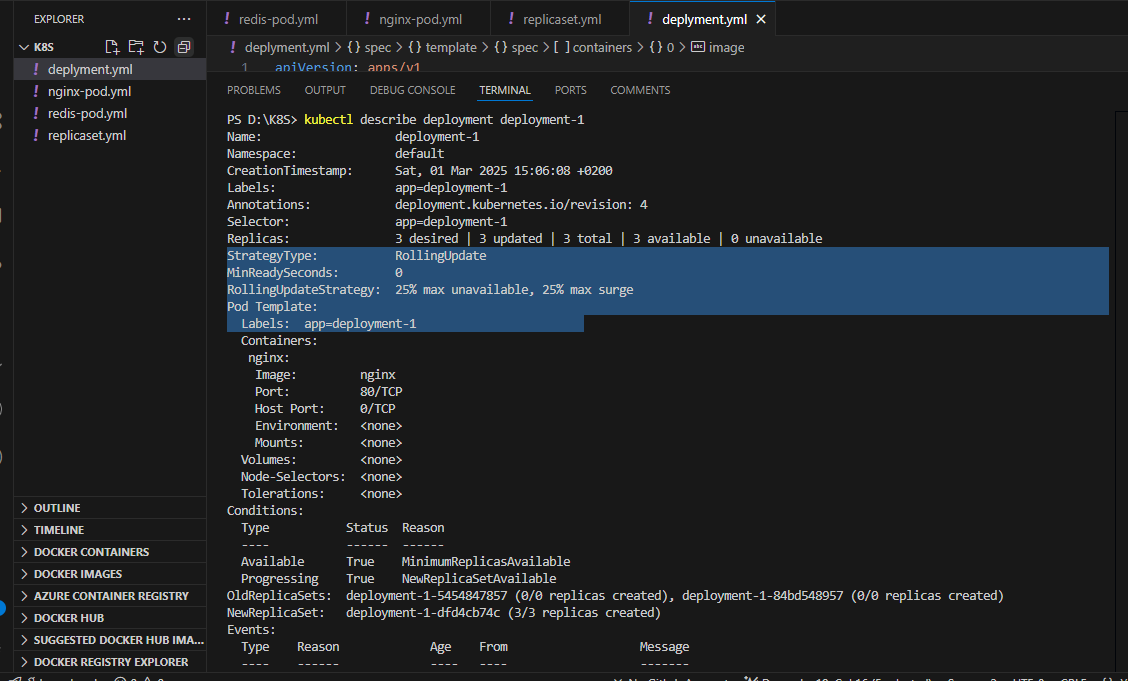 EXPLORER ...
K8S
! deplyment.yml
! nginx-pod.yml
! redis-pod.yml
! replicaset.yml
OUTLINE
TIMELINE
DOCKER CONTAINERS
DOCKER IMAGES
AZURE CONTAINER REGISTRY
DOCKER HUB
SUGGESTED DOCKER HUB IMA...
DOCKER REGISTRY EXPLORER
! redis-pod.yml ! nginx-pod.yml ! replicaset.yml ! deplyment.yml
! deplyment.yml > {} spec > {} template > {} spec > [ ] containers > {} 0 > abc image
1 apiVersion: apps/v1
PROBLEMS OUTPUT DEBUG CONSOLE TERMINAL PORTS COMMENTS
PS D:\K8S> kubectl describe deployment deployment-1
Name: deployment-1
Namespace: default
CreationTimestamp: Sat, 01 Mar 2025 15:06:08 +0200
Labels: app=deployment-1
Annotations: deployment.kubernetes.io/revision: 4
Selector: app=deployment-1
Replicas: 3 desired | 3 updated | 3 total | 3 available | 0 unavailable
StrategyType: RollingUpdate
MinReadySeconds: 0
RollingUpdateStrategy: 25% max unavailable, 25% max surge
Pod Template:
Labels: app=deployment-1
Containers:
nginx:
Image: nginx
Port: 80/TCP
Host Port: 0/TCP
Environment: <none>
Mounts: <none>
Volumes: <none>
Node-Selectors: <none>
Tolerations: <none>
Conditions:
Type Status Reason
---- ------ ------
Available True MinimumReplicasAvailable
Progressing True NewReplicaSetAvailable
OldReplicaSets: deployment-1-5454847857 (0/0 replicas created), deployment-1-84bd548957 (0/0 replicas created)
NewReplicaSet: deployment-1-dfd4cb74c (3/3 replicas created)
Events:
Type Reason Age From Message
---- ------ ---- ---- -------